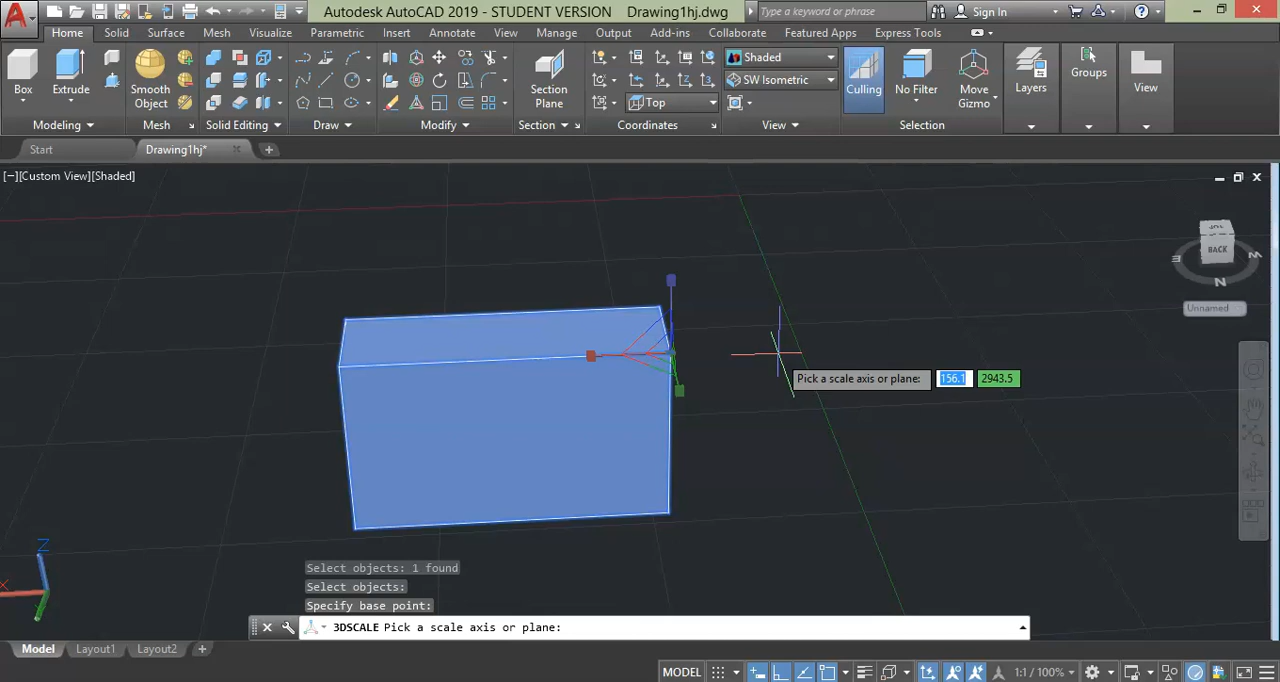 Autodesk AutoCAD 2019 - STUDENT VERSION Drawing1hj.dwg
Type a keyword or phrase
Sign In
Home Solid Surface Mesh Visualize Parametric Insert Annotate View Manage Output Add-ins Collaborate Featured Apps Express Tools
Box
Extrude
Smooth
Object
Section
Plane
Shaded
SW Isometric
Top
Culling
No Filter
Move
Gizmo
Layers
Groups
View
Modeling
Mesh
Solid Editing
Draw
Modify
Section
Coordinates
View
Selection
Start
Drawing1hj*
[−][Custom View][Shaded]
BACK
N
Unnamed
Pick a scale axis or plane: 156.1 2943.5
Z
X
Select objects: 1 found
Select objects:
Specify base point:
3DSCALE Pick a scale axis or plane:
Model Layout1 Layout2
MODEL
1:1 / 100%